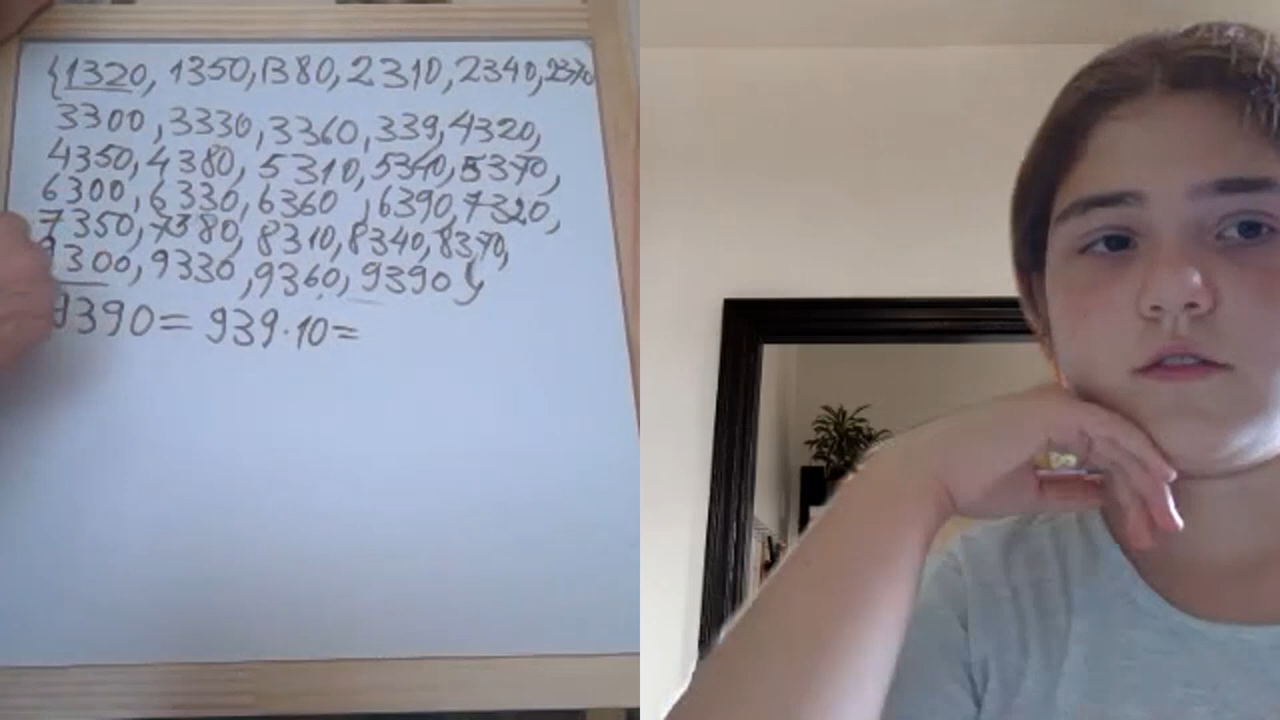 {1320, 1350, 1380, 2310, 2340, 2370
3300, 3330, 3360, 339, 4320,
4350, 4380, 5310, 5340, 5370,
6300, 6330, 6360, 6390, 7320,
7350, 7380, 8310, 8340, 8370,
9300, 9330, 9360, 9390}
9390 = 939·10 =